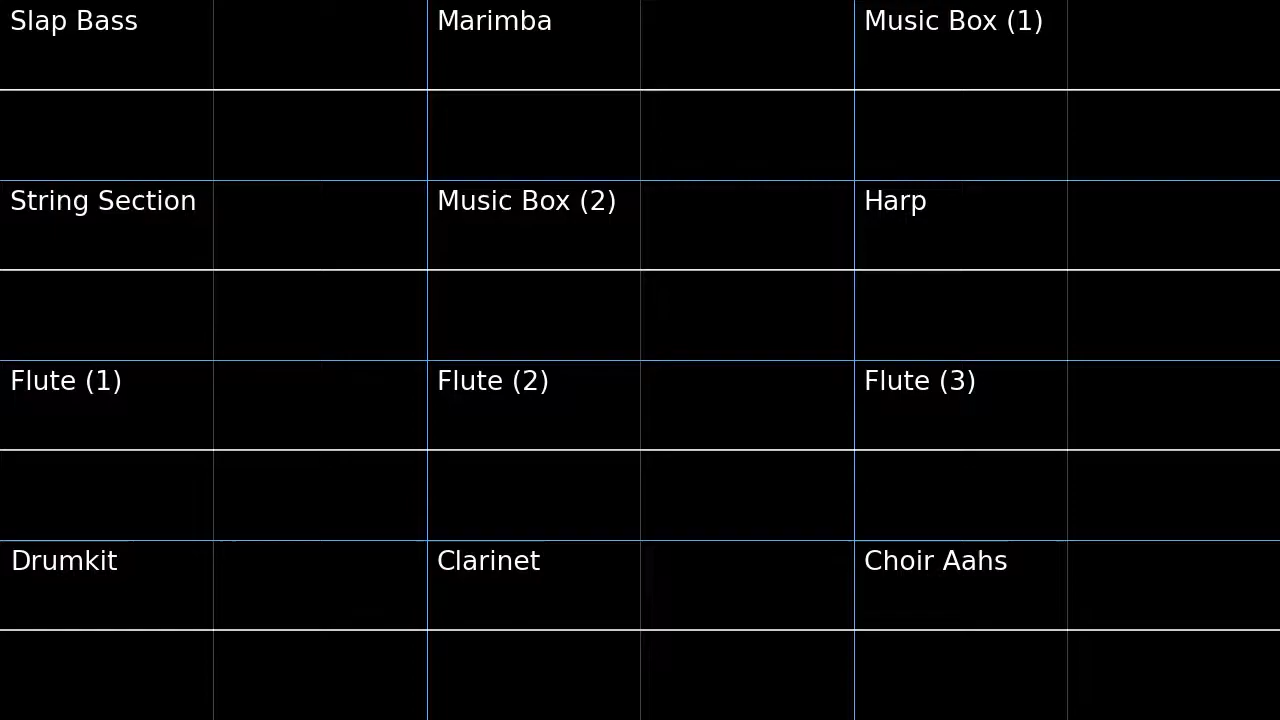 Slap Bass
Marimba
Music Box (1)
String Section
Music Box (2)
Harp
Flute (1)
Flute (2)
Flute (3)
Drumkit
Clarinet
Choir Aahs